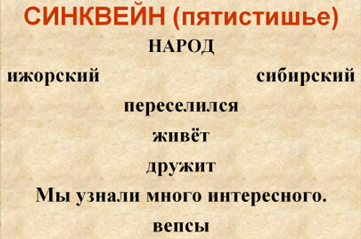 СИНКВЕЙН (пятистишье)
НАРОД
ижорский сибирский
переселился
живёт
дружит
Мы узнали много интересного.
вепсы